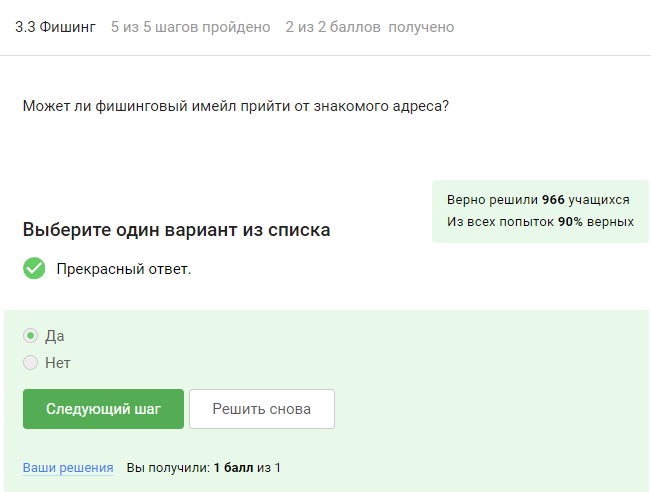 3.3 Фишинг 5 из 5 шагов пройдено 2 из 2 баллов получено
Может ли фишинговый имейл прийти от знакомого адреса?
Верно решили 966 учащихся
Из всех попыток 90% верных
Выберите один вариант из списка
Прекрасный ответ.
Да
Нет
Следующий шаг Решить снова
Ваши решения Вы получили: 1 балл из 1